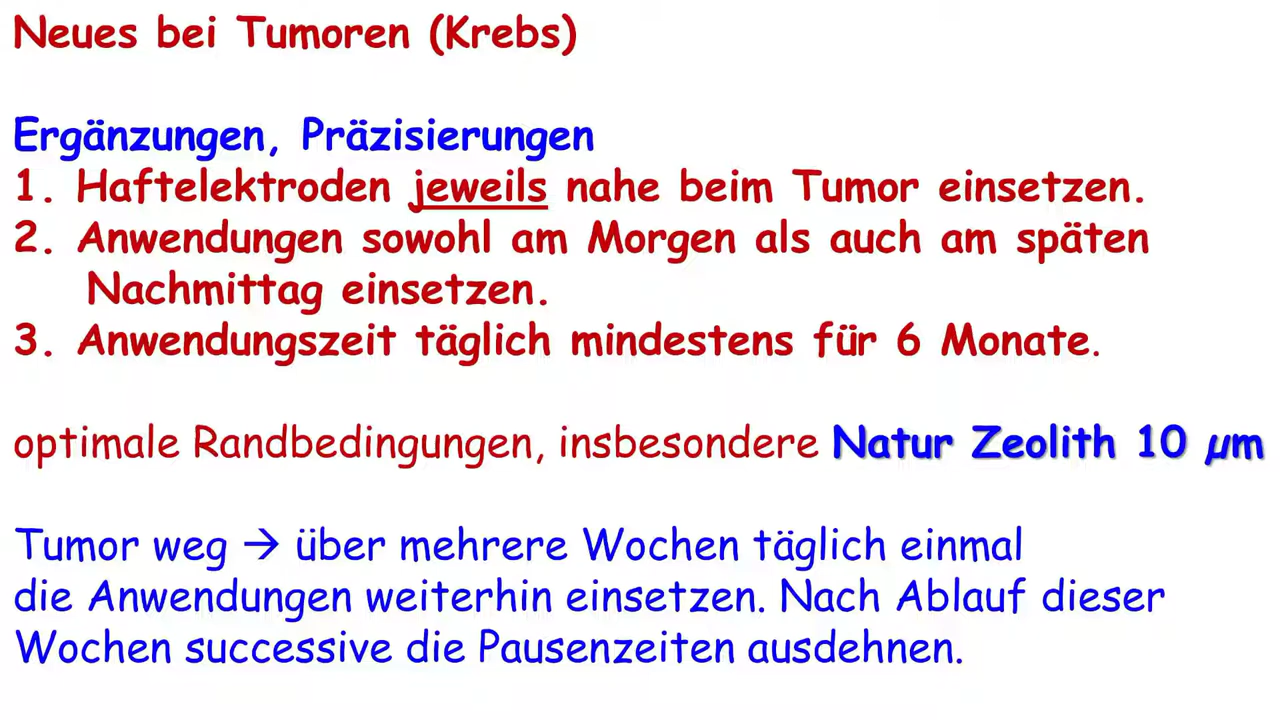 Neues bei Tumoren (Krebs)
Ergänzungen, Präzisierungen
1. Haftelektroden jeweils nahe beim Tumor einsetzen.
2. Anwendungen sowohl am Morgen als auch am späten
Nachmittag einsetzen.
3. Anwendungszeit täglich mindestens für 6 Monate.
optimale Randbedingungen, insbesondere Natur Zeolith 10 µm
Tumor weg → über mehrere Wochen täglich einmal
die Anwendungen weiterhin einsetzen. Nach Ablauf dieser
Wochen successive die Pausenzeiten ausdehnen.